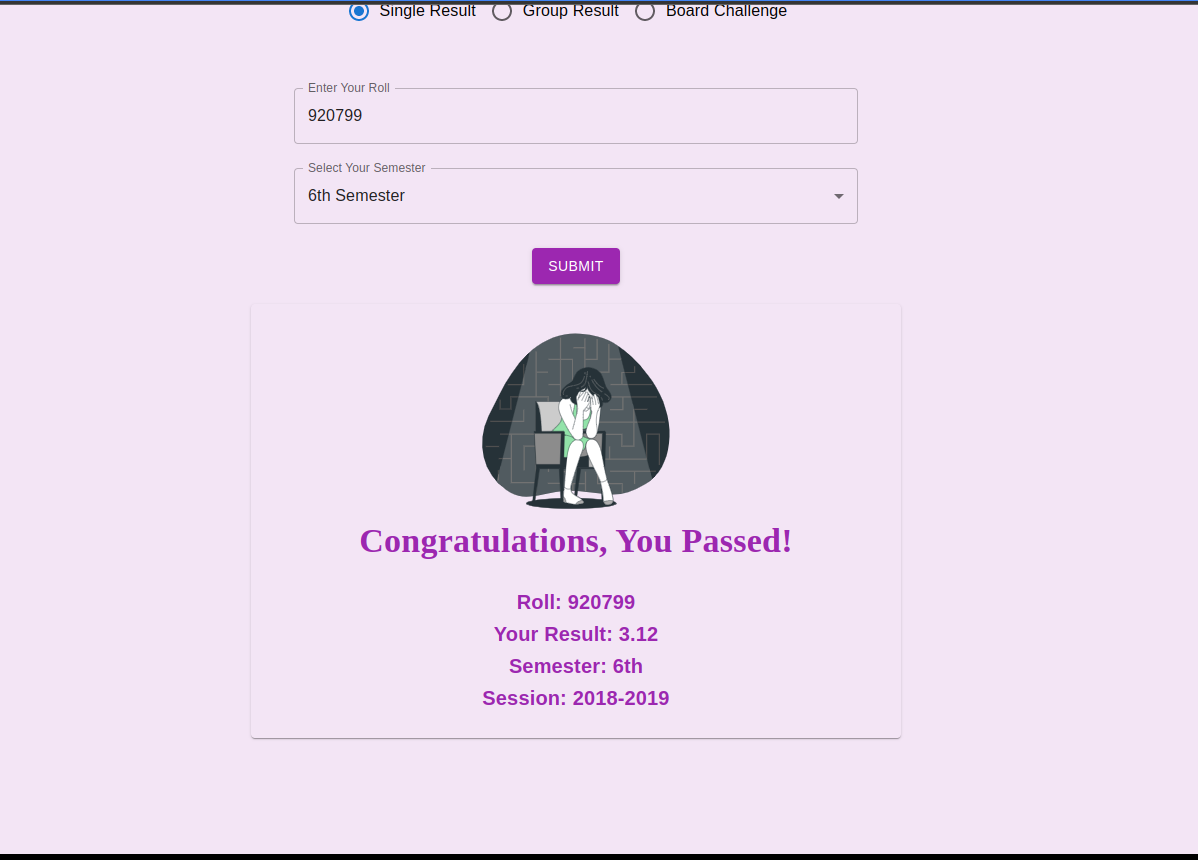 Single Result Group Result Board Challenge
Enter Your Roll
920799
Select Your Semester
6th Semester
SUBMIT
Congratulations, You Passed!
Roll: 920799
Your Result: 3.12
Semester: 6th
Session: 2018-2019